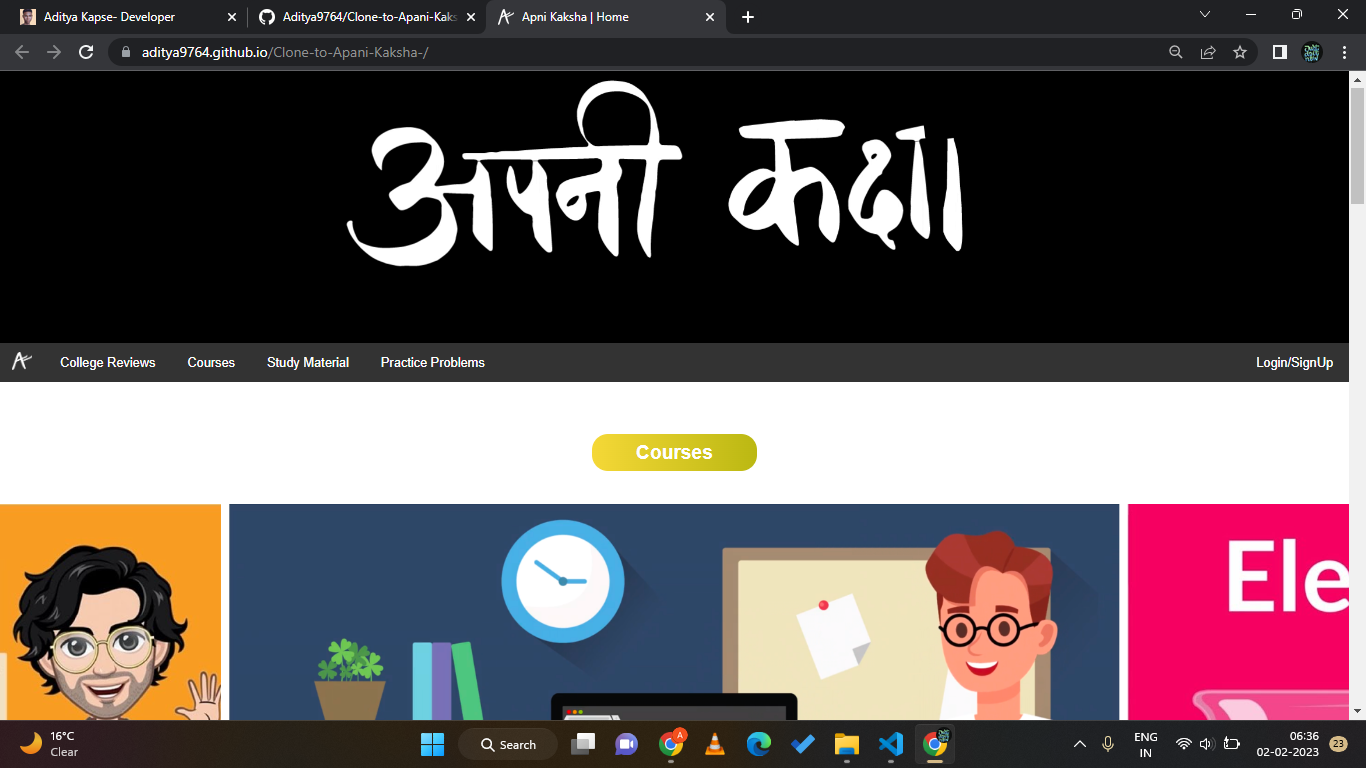 Aditya Kapse- Developer
Aditya9764/Clone-to-Apani-Kaks
Apni Kaksha | Home
aditya9764.github.io/Clone-to-Apani-Kaksha-/
अपनी कक्षा
College Reviews Courses Study Material Practice Problems Login/SignUp
Courses
Ele
16°C
Clear
Search
A
ENG
IN
06:36
02-02-2023
23